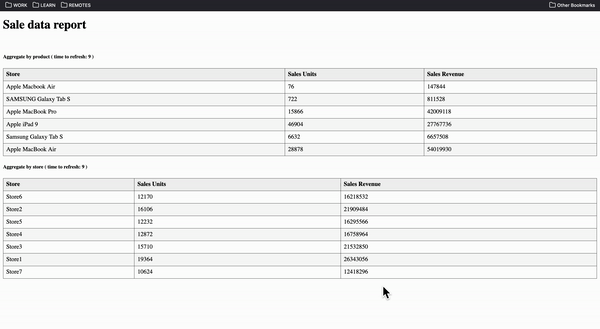 WORK LEARN REMOTES Other Bookmarks
Sale data report
Aggregate by product ( time to refresh: 9 )
Store Sales Units Sales Revenue
Apple Macbook Air 76 147844
SAMSUNG Galaxy Tab S 722 811528
Apple MacBook Pro 15866 42009118
Apple iPad 9 46904 27767736
Samsung Galaxy Tab S 6632 6657508
Apple MacBook Air 28878 54019930
Aggregate by store ( time to refresh: 9 )
Store Sales Units Sales Revenue
Store6 12170 16218532
Store2 16106 21909484
Store5 12232 16295566
Store4 12872 16758964
Store3 15710 21532850
Store1 19364 26343056
Store7 10624 12418296